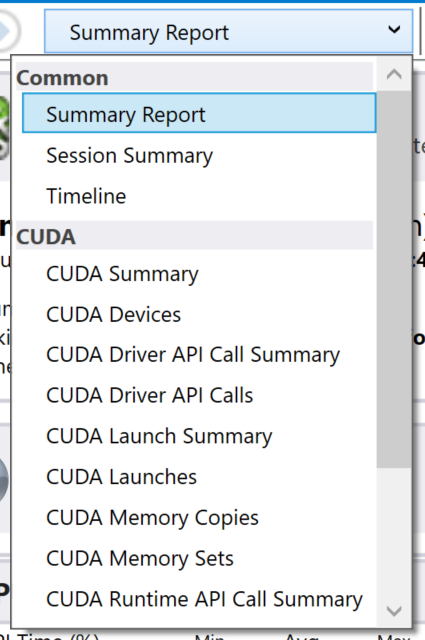 Summary Report
Common
Summary Report
Session Summary
Timeline
CUDA
CUDA Summary
CUDA Devices
CUDA Driver API Call Summary
CUDA Driver API Calls
CUDA Launch Summary
CUDA Launches
CUDA Memory Copies
CUDA Memory Sets
CUDA Runtime API Call Summary